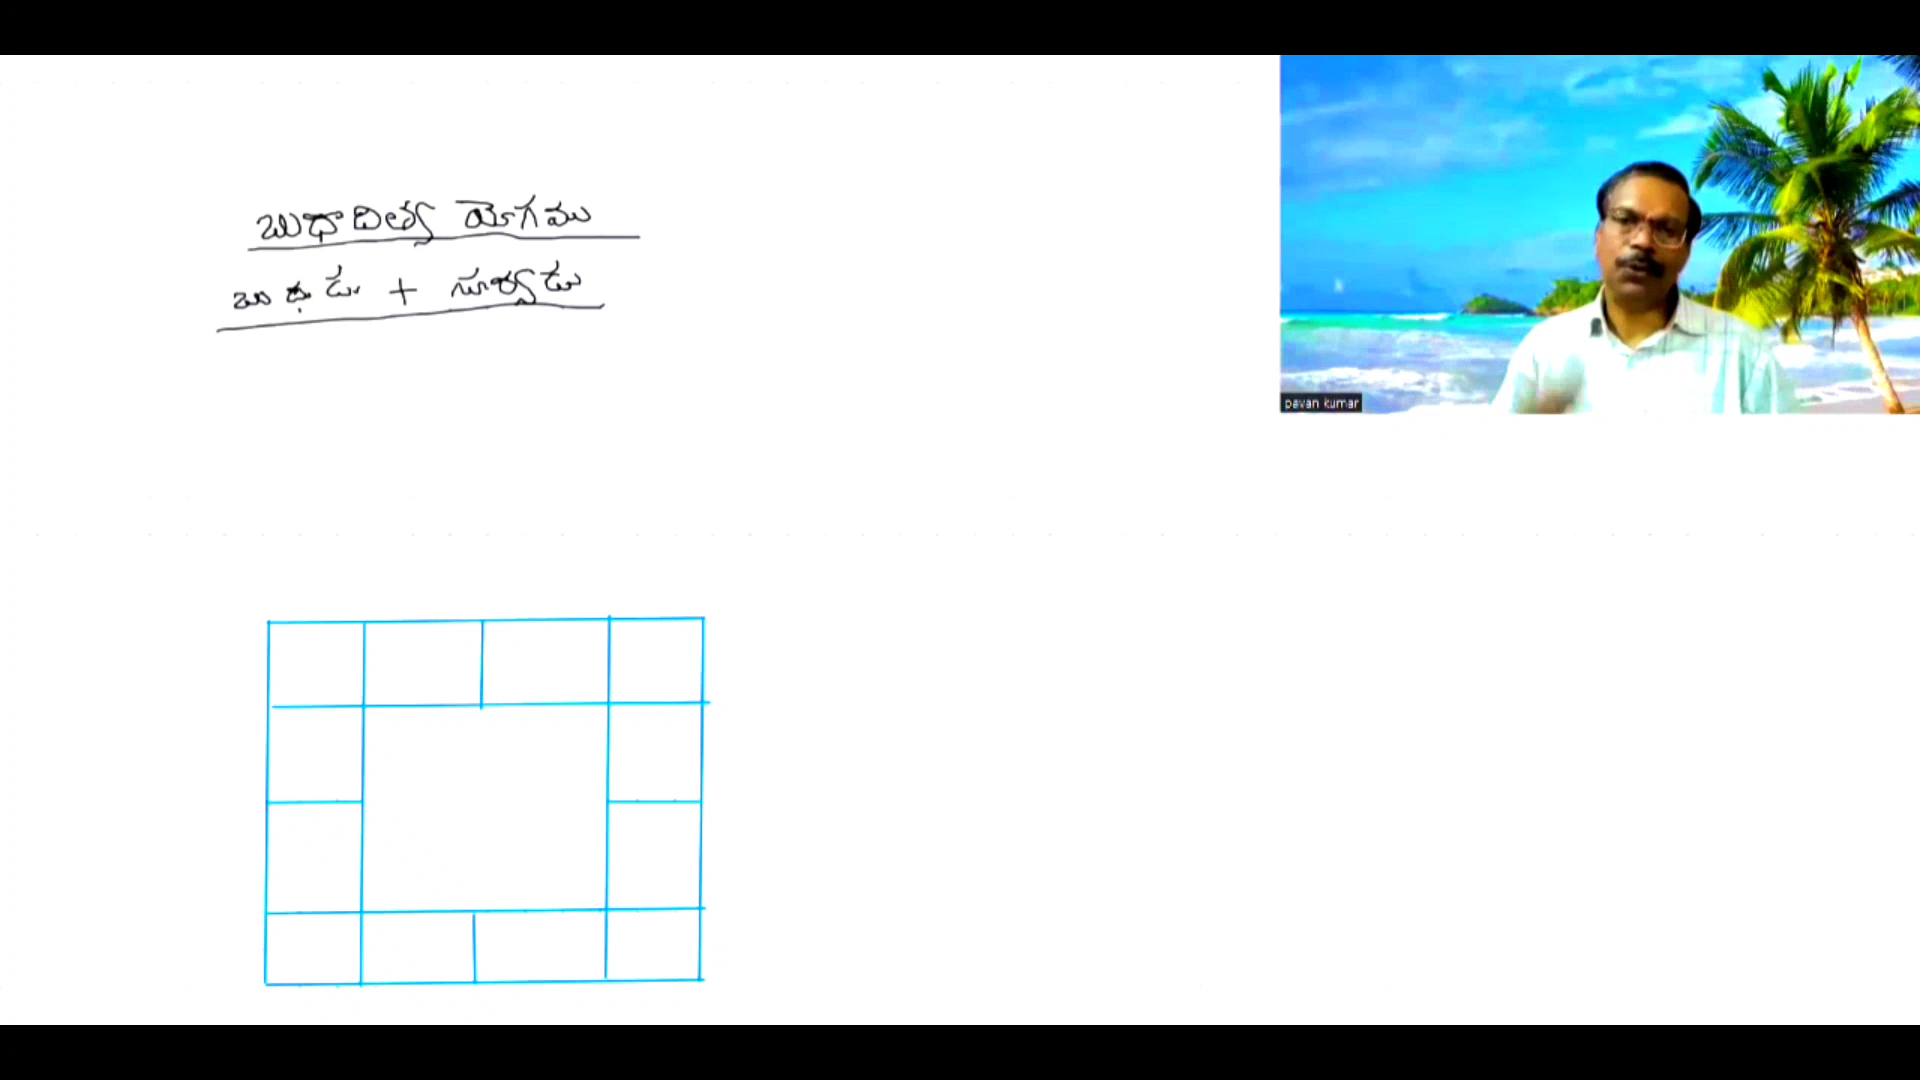 బుధాదిత్య యోగము
బుధుడు + సూర్యుడు
pavan kumar